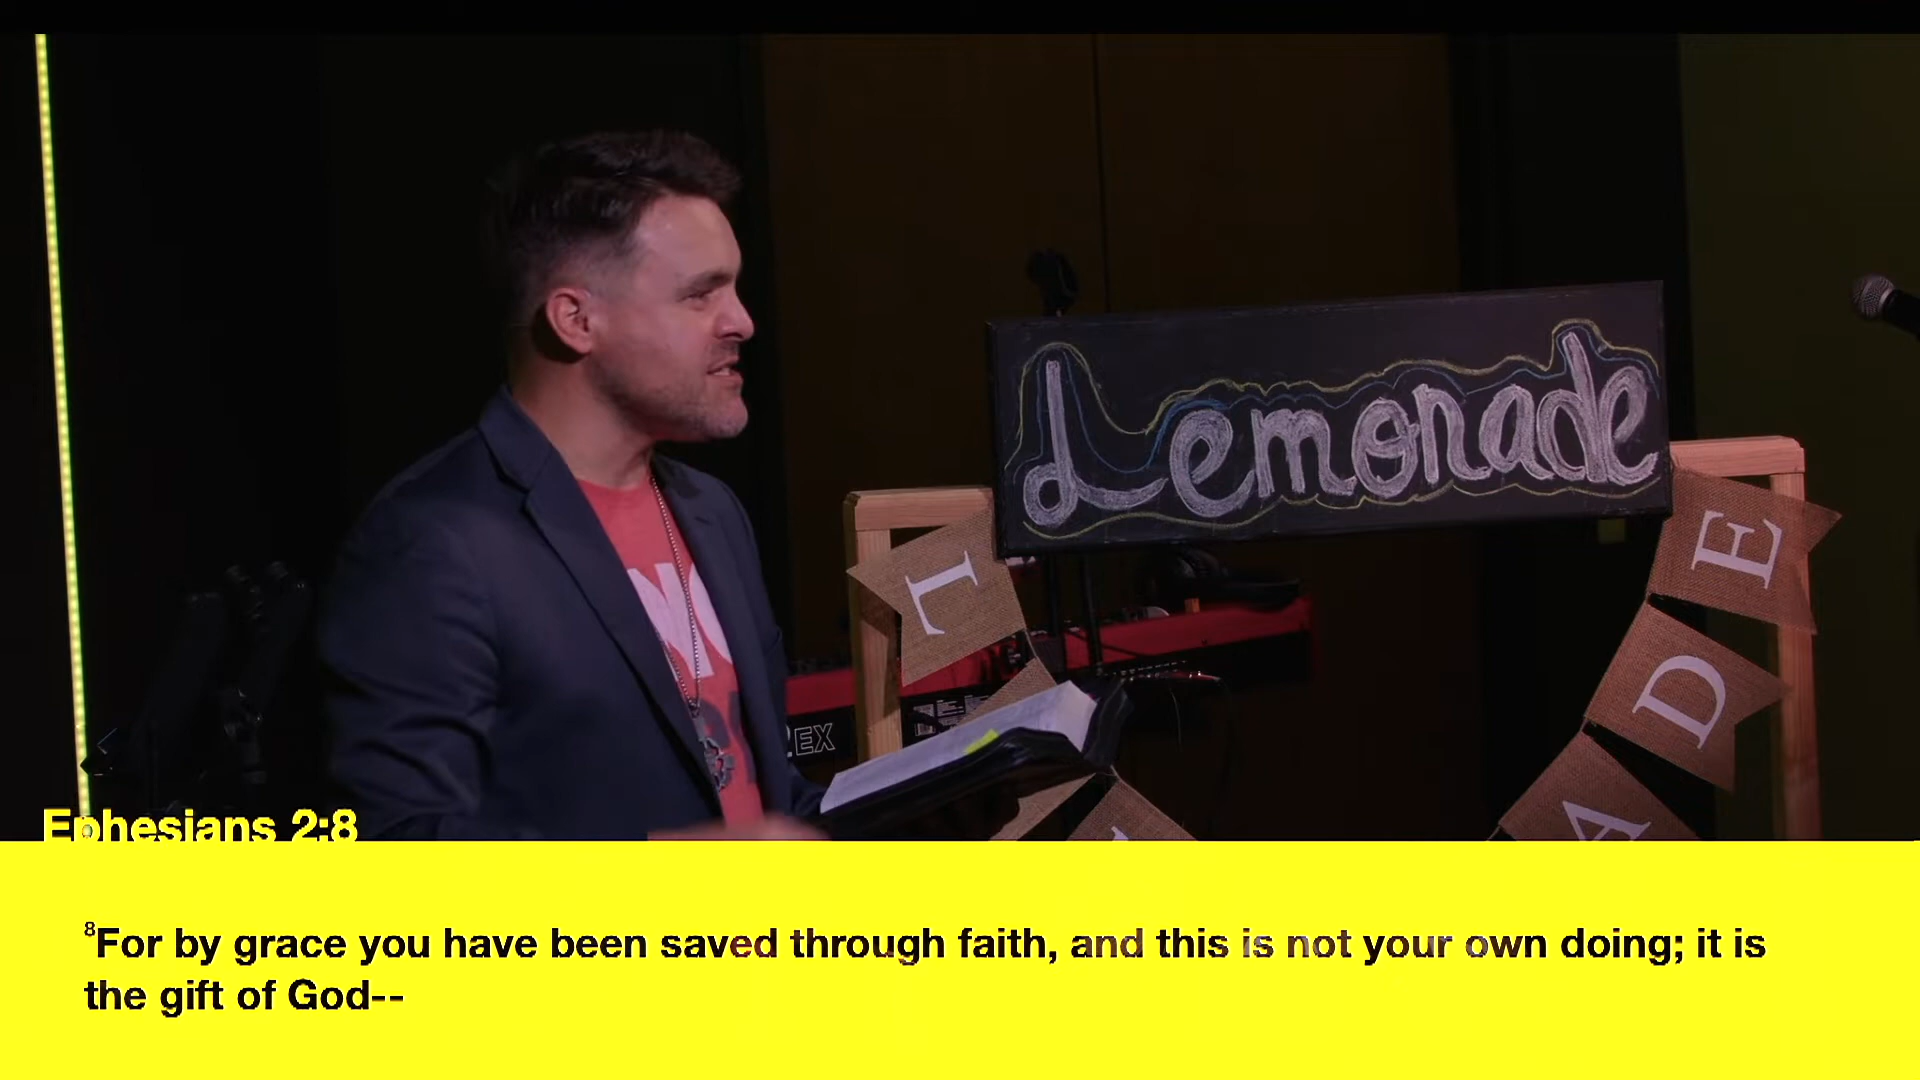 Lemonade
L
E
D
A
EX
Ephesians 2:8
8For by grace you have been saved through faith, and this is not your own doing; it is
the gift of God--